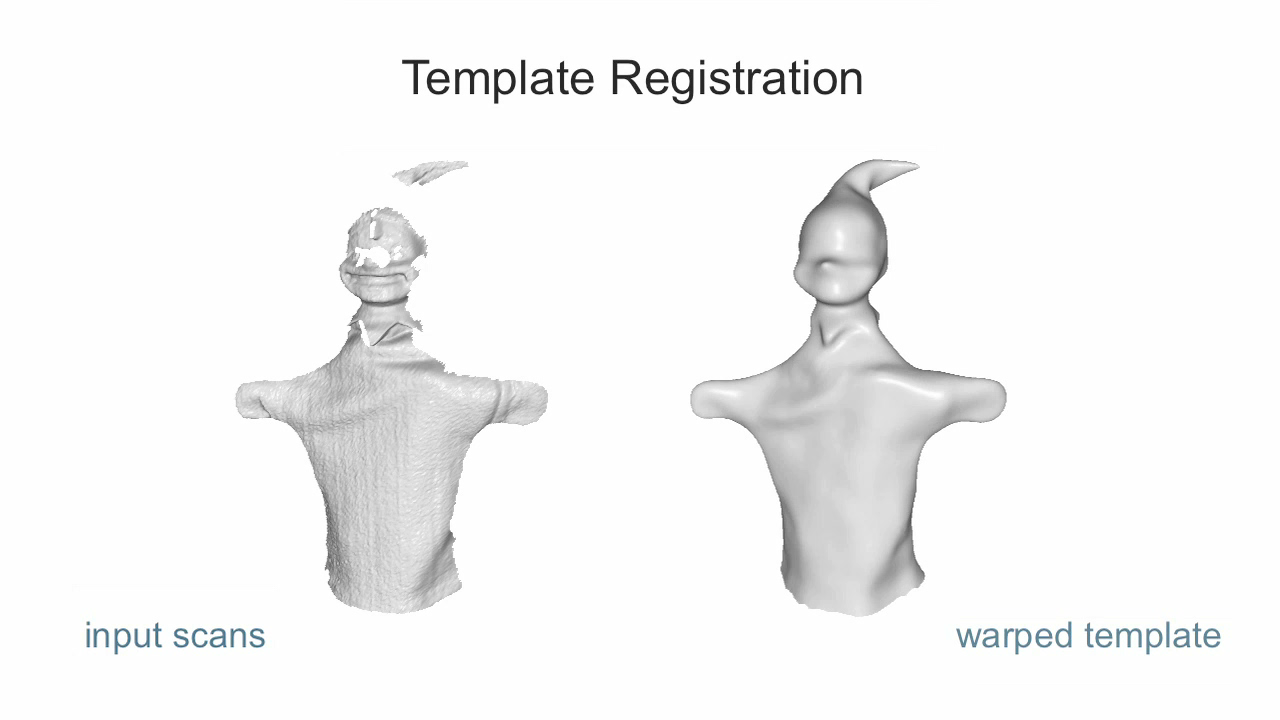 Template Registration
input scans
warped template